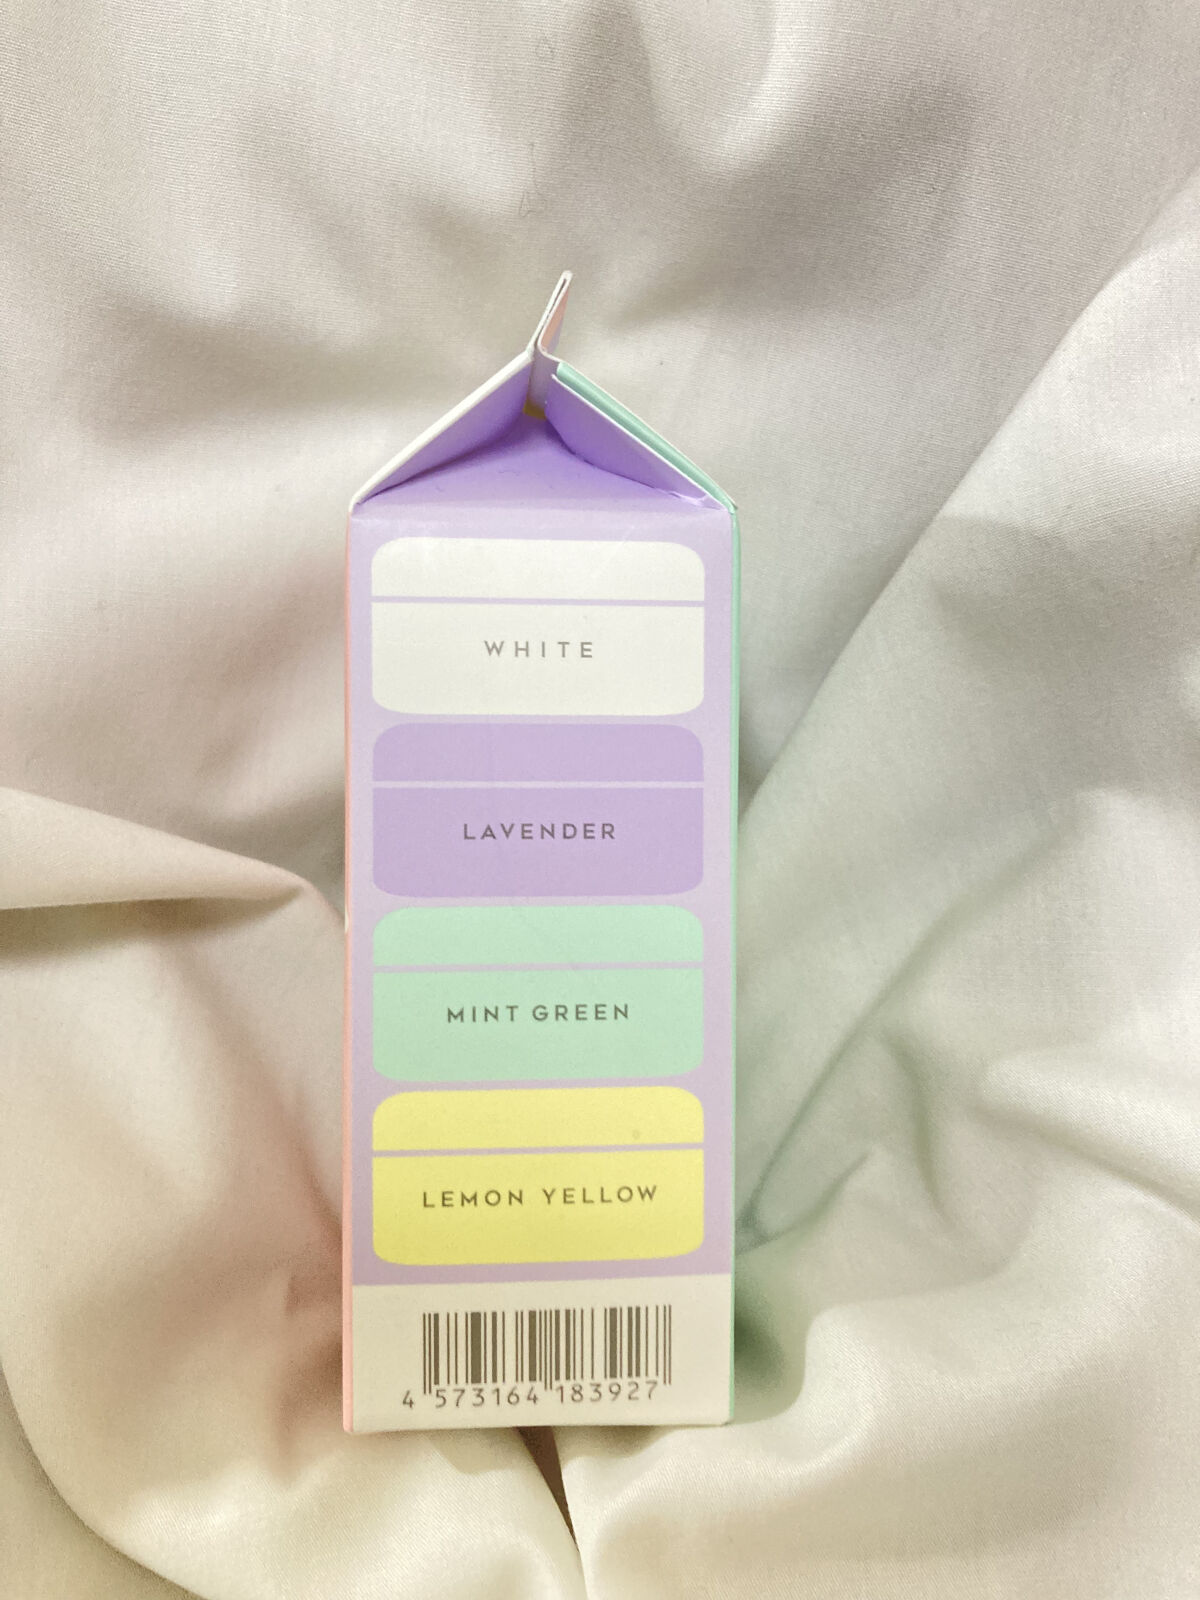 WHITE
LAVENDER
MINT GREEN
LEMON YELLOW
4 573164 183927